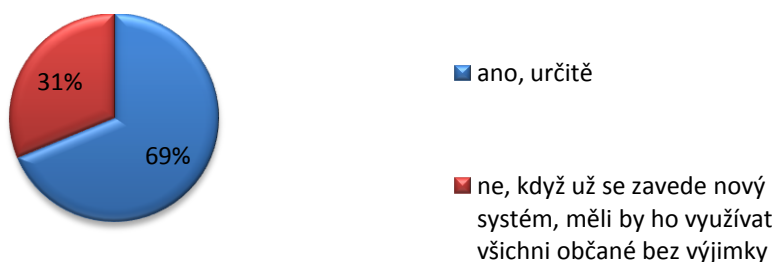 31%
69%
ano, určitě
ne, když už se zavede nový
systém, měli by ho využívat
všichni občané bez výjimky